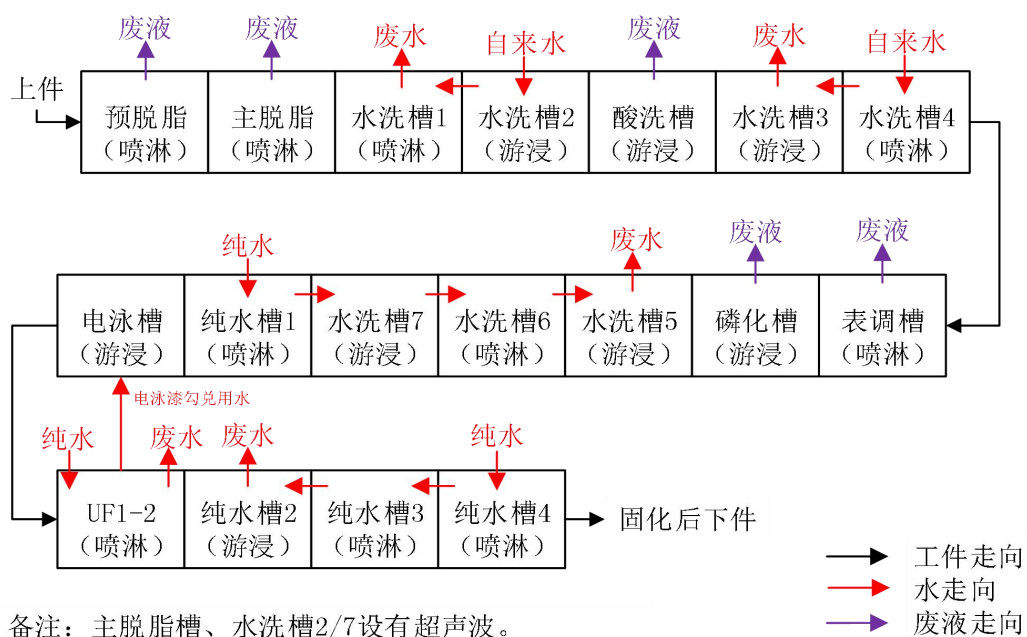 废液 废液 废水 自来水 废液 废水 自来水
上件
预脱脂 主脱脂 水洗槽1 水洗槽2 酸洗槽 水洗槽3 水洗槽4
（喷淋） （喷淋） （喷淋） （游浸） （游浸） （游浸） （喷淋）
纯水 废水 废液 废液
电泳槽 纯水槽1 水洗槽7 水洗槽6 水洗槽5 磷化槽 表调槽
（游浸） （喷淋） （游浸） （喷淋） （游浸） （游浸） （喷淋）
电泳漆勾兑用水
纯水 废水 废水 纯水
UF1-2 纯水槽2 纯水槽3 纯水槽4 固化后下件
（喷淋） （游浸） （喷淋） （喷淋）
工件走向
水走向
废液走向
备注：主脱脂槽、水洗槽2/7设有超声波。